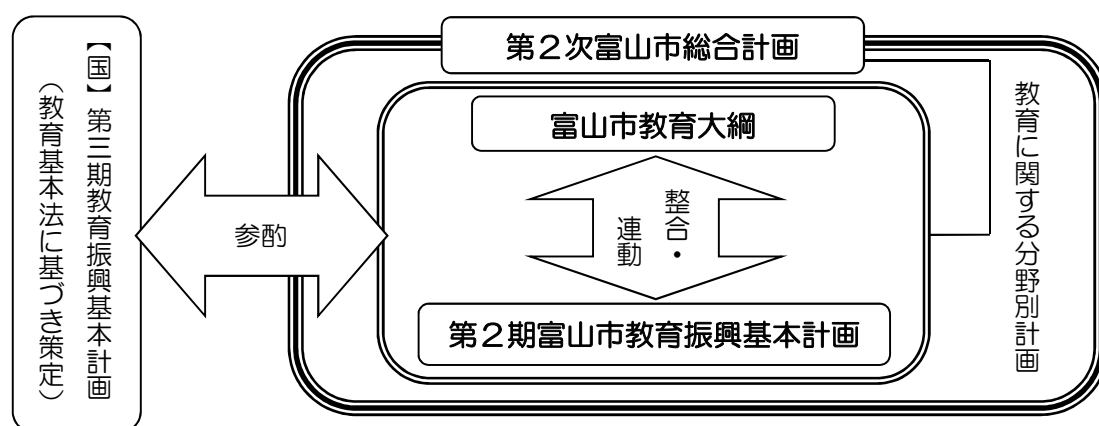 【国】第三期教育振興基本計画
（教育基本法に基づき策定）
参酌
第２次富山市総合計画
富山市教育大綱
整合・
連動
第２期富山市教育振興基本計画
教育に関する分野別計画